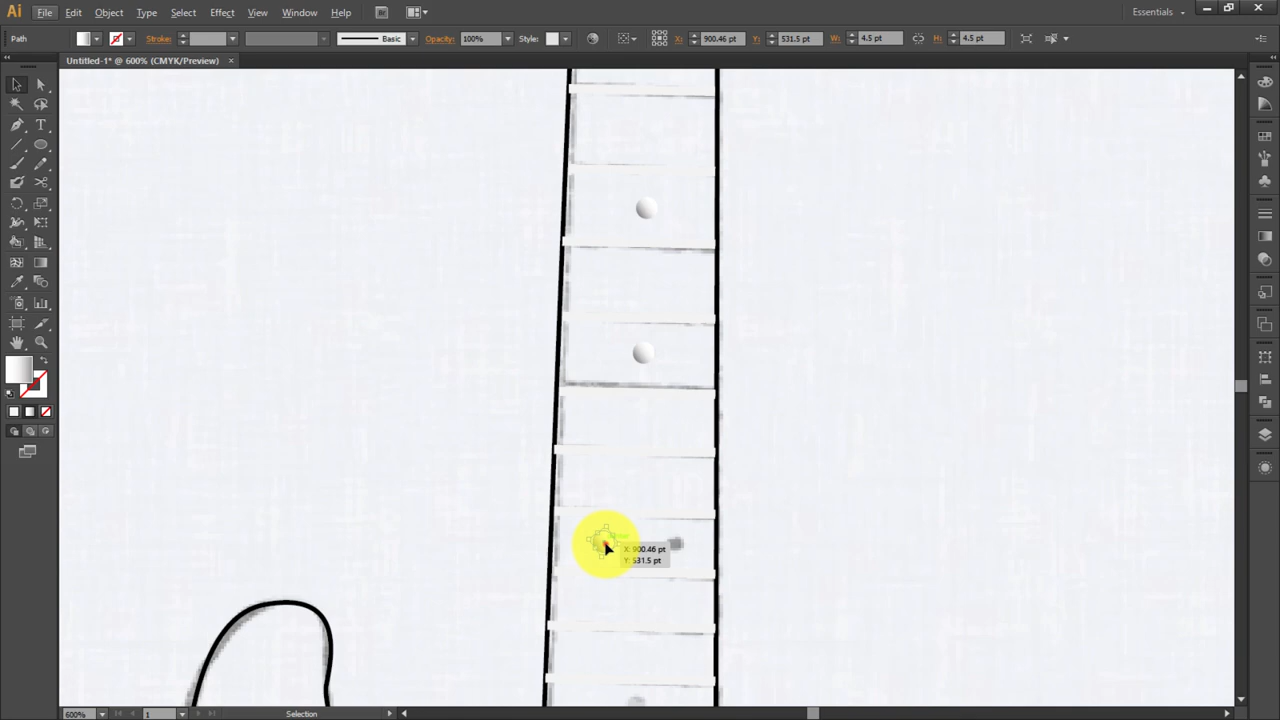 Ai File Edit Object Type Select Effect View Window Help Br Essentials
Path Stroke: Basic Opacity: 100% Style: X: 900.46 pt Y: 531.5 pt W: 4.5 pt H: 4.5 pt
Untitled-1* @ 600% (CMYK/Preview) ×
T
X: 900.46 pt
Y: 531.5 pt
600% 1 Selection